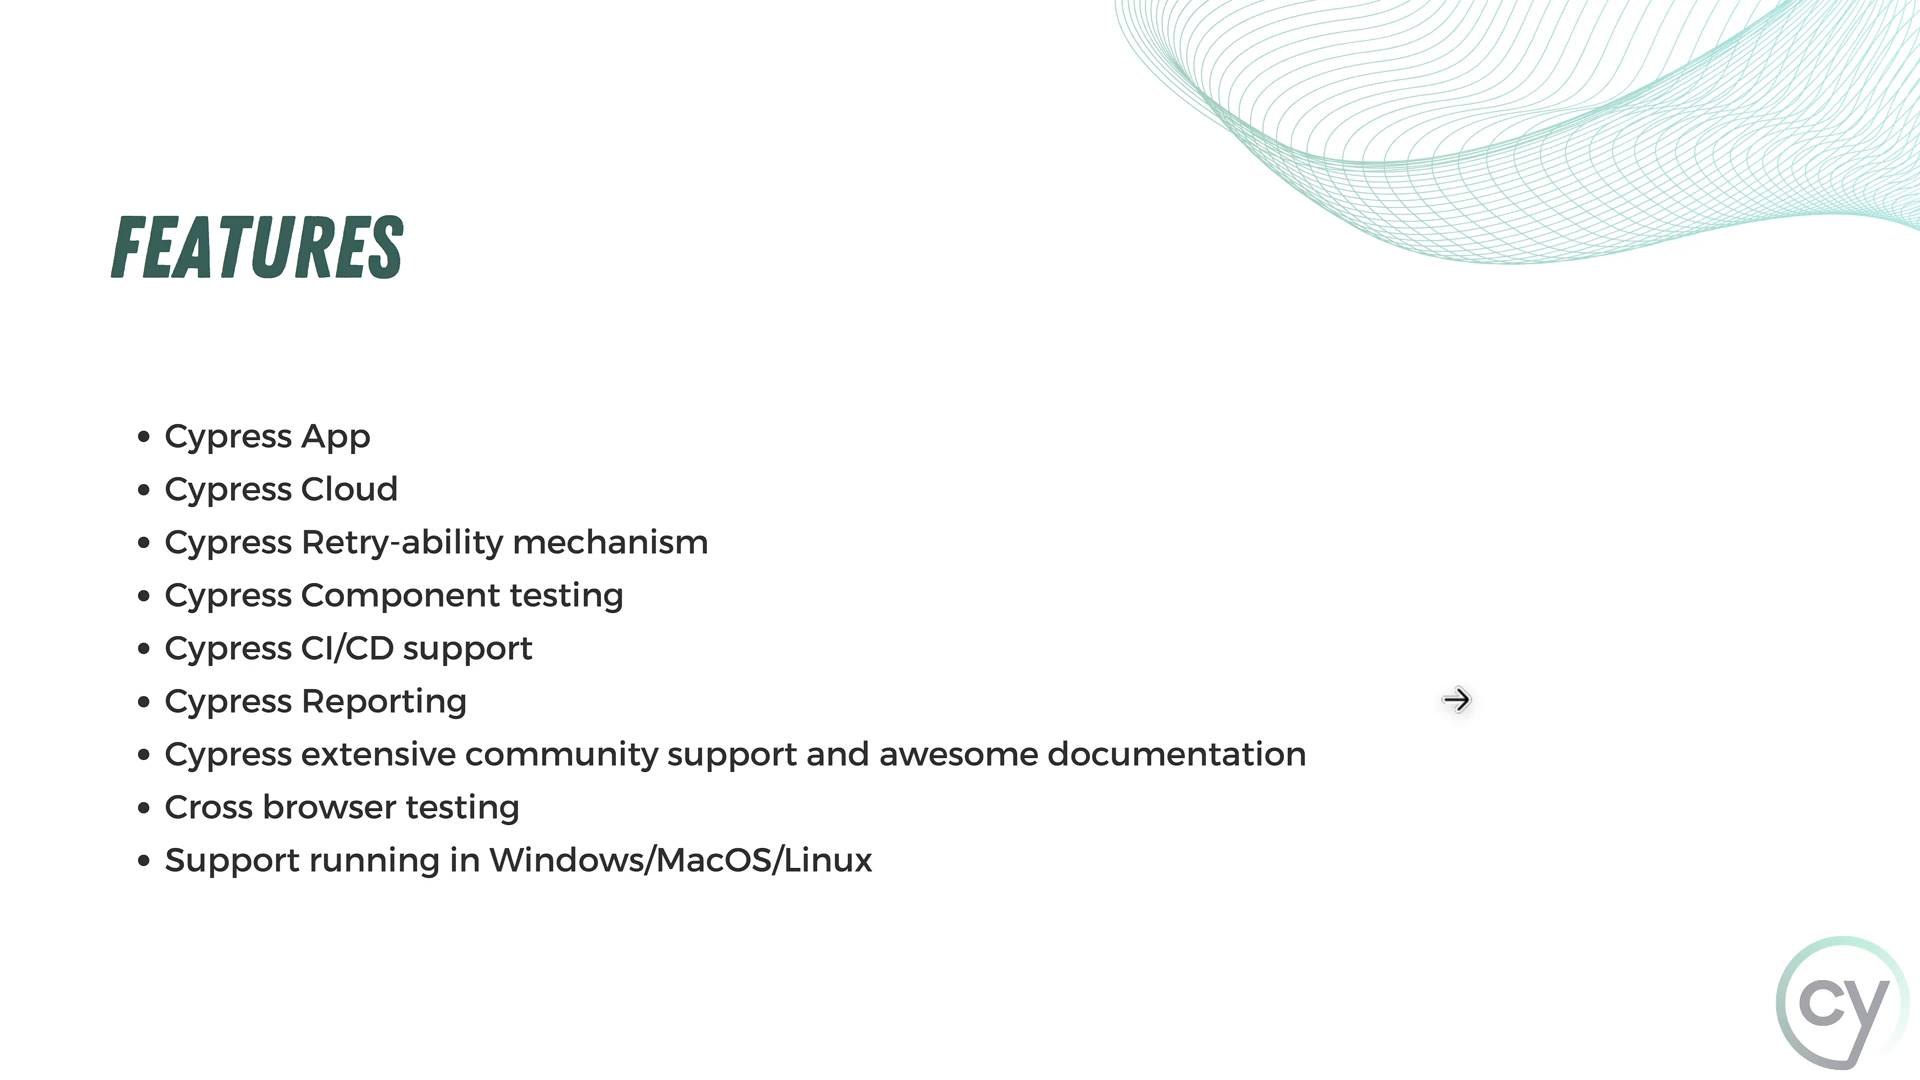 FEATURES
• Cypress App
• Cypress Cloud
• Cypress Retry-ability mechanism
• Cypress Component testing
• Cypress CI/CD support
• Cypress Reporting
• Cypress extensive community support and awesome documentation
• Cross browser testing
• Support running in Windows/MacOS/Linux
cy